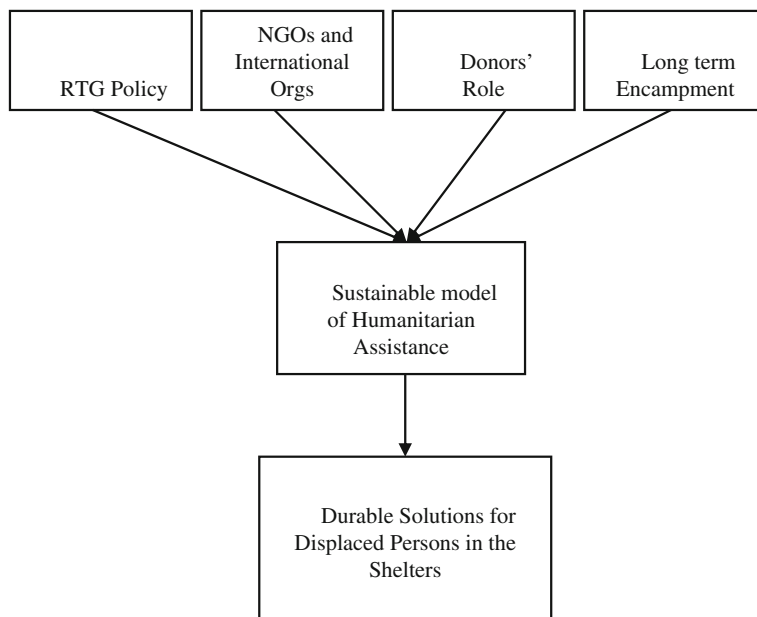 RTG Policy
NGOs and
International
Orgs
Donors’
Role
Long term
Encampment
Sustainable model
of Humanitarian
Assistance
Durable Solutions for
Displaced Persons in the
Shelters